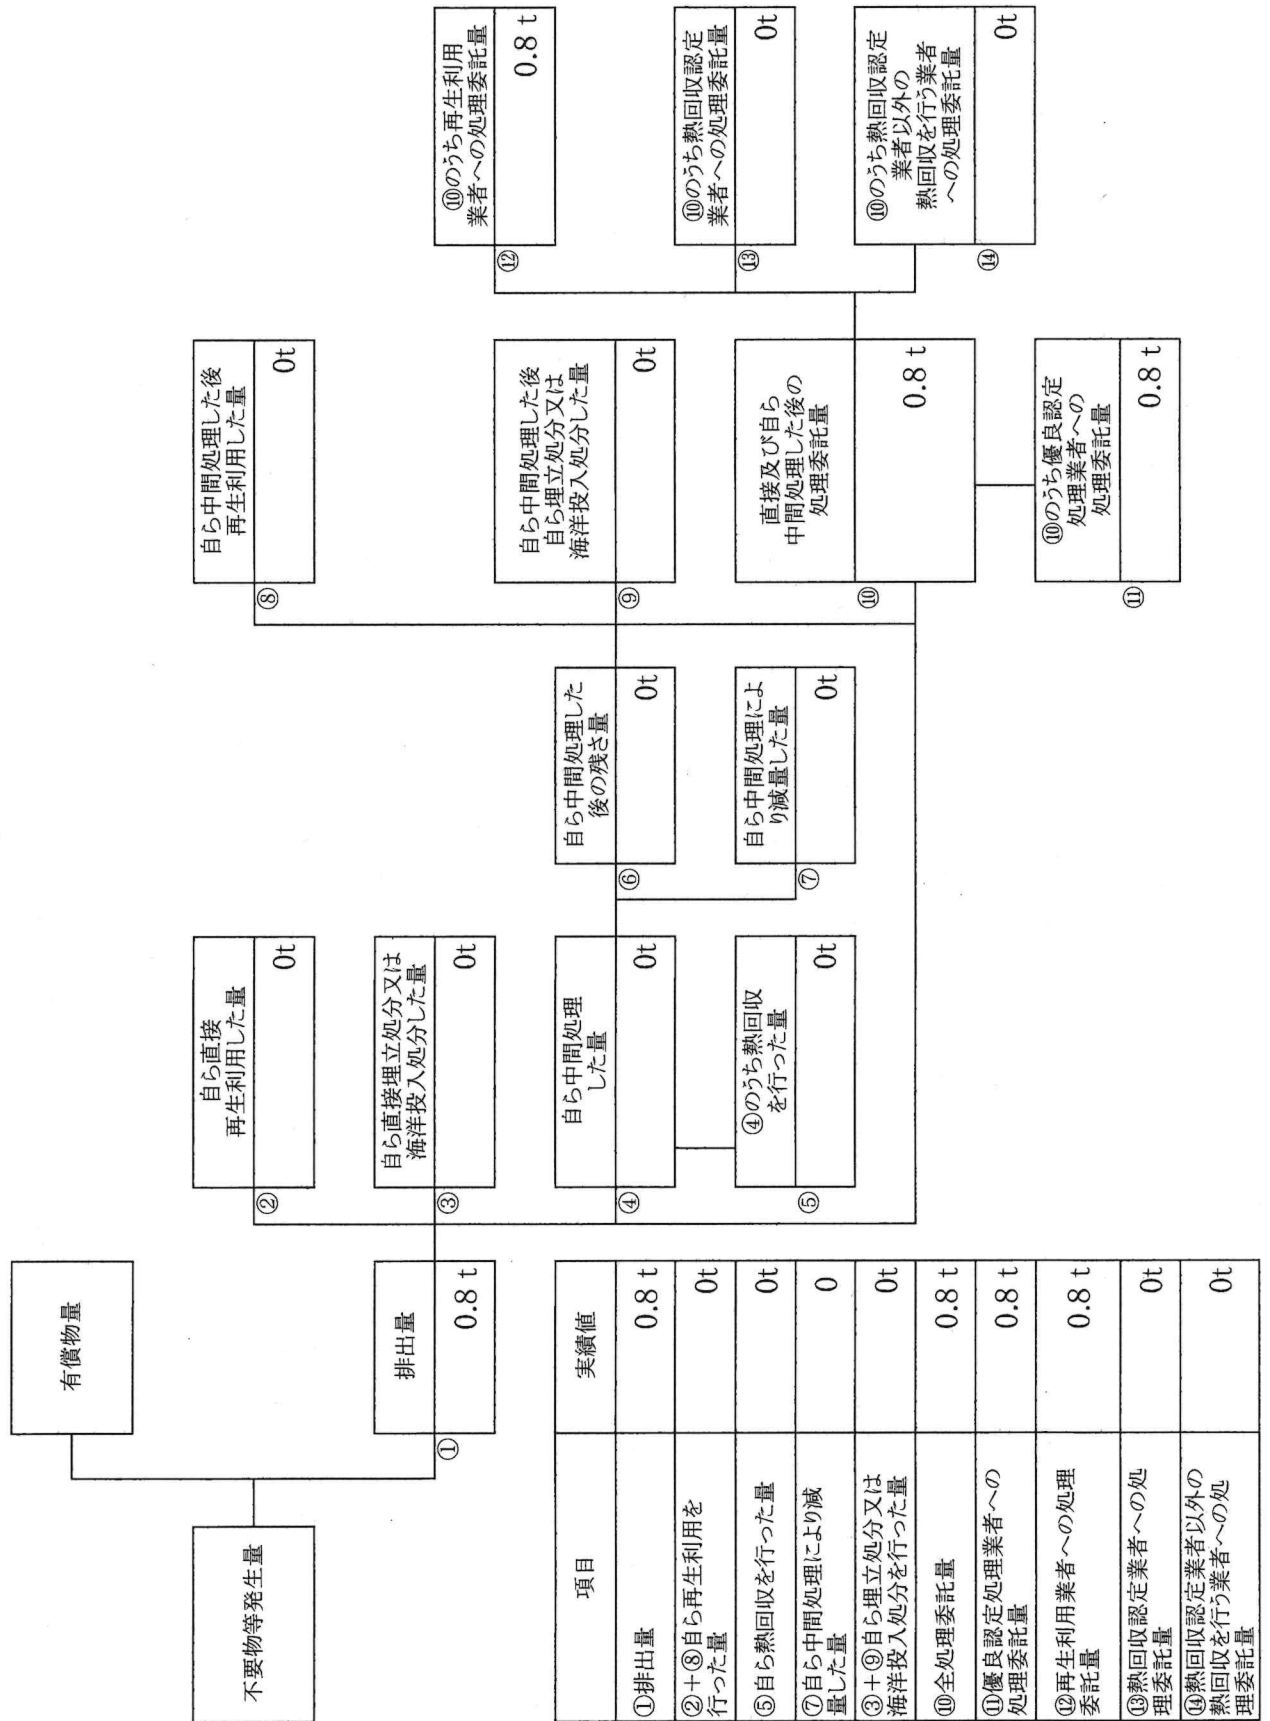 不要物等発生量
有償物量
排出量
①
0.8 t
自ら直接
再生利用した量
②
0t
自ら直接埋立処分又は
海洋投入処分した量
③
0t
自ら中間処理
した量
④
0t
④のうち熱回収
を行った量
⑤
0t
自ら中間処理した
後の残さ量
⑥
0t
自ら中間処理によ
り減量した量
⑦
0t
自ら中間処理した後
再生利用した量
⑧
0t
自ら中間処理した後
自ら埋立処分又は
海洋投入処分した量
⑨
0t
直接及び自ら
中間処理した後の
処理委託量
⑩
0.8 t
⑩のうち優良認定
処理業者への
処理委託量
⑪
0.8 t
⑩のうち再生利用
業者への処理委託量
⑫
0.8 t
⑩のうち熱回収認定
業者への処理委託量
⑬
0t
⑩のうち熱回収認定
業者以外の
熱回収を行う業者
への処理委託量
⑭
0t
項目 実績値
①排出量 0.8 t
②+⑧自ら再生利用を
行った量 0t
⑤自ら熱回収を行った量 0t
⑦自ら中間処理により減
量した量 0
③+⑨自ら埋立処分又は
海洋投入処分を行った量 0t
⑩全処理委託量 0.8 t
⑪優良認定処理業者への
処理委託量 0.8 t
⑫再生利用業者への処理
委託量 0.8 t
⑬熱回収認定業者への処
理委託量 0t
⑭熱回収認定業者以外の
熱回収を行う業者への処
理委託量 0t